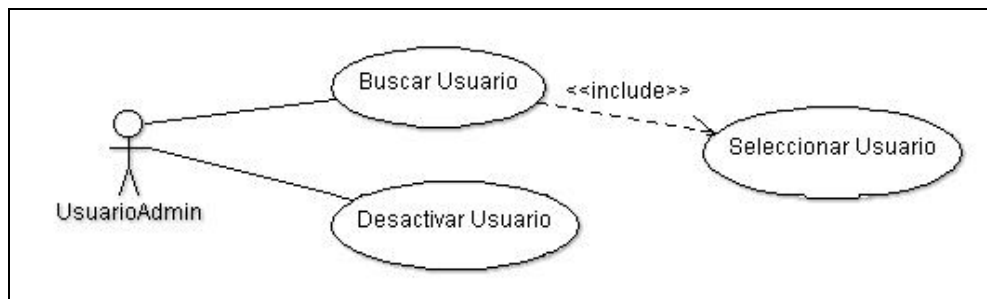 Buscar Usuario
<<include>>
Seleccionar Usuario
UsuarioAdmin
Desactivar Usuario